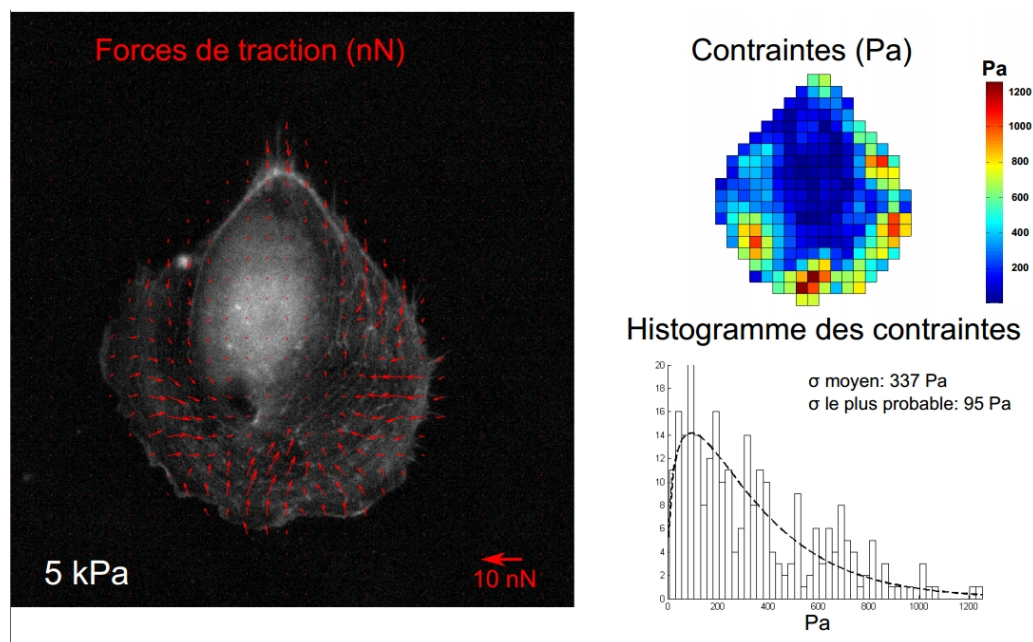 Forces de traction (nN)
5 kPa
10 nN
Contraintes (Pa)
Pa
1200
1000
800
600
400
200
Histogramme des contraintes
σ moyen: 337 Pa
σ le plus probable: 95 Pa
20
18
16
14
12
10
8
6
4
2
0
0 200 400 600 800 1000 1200
Pa